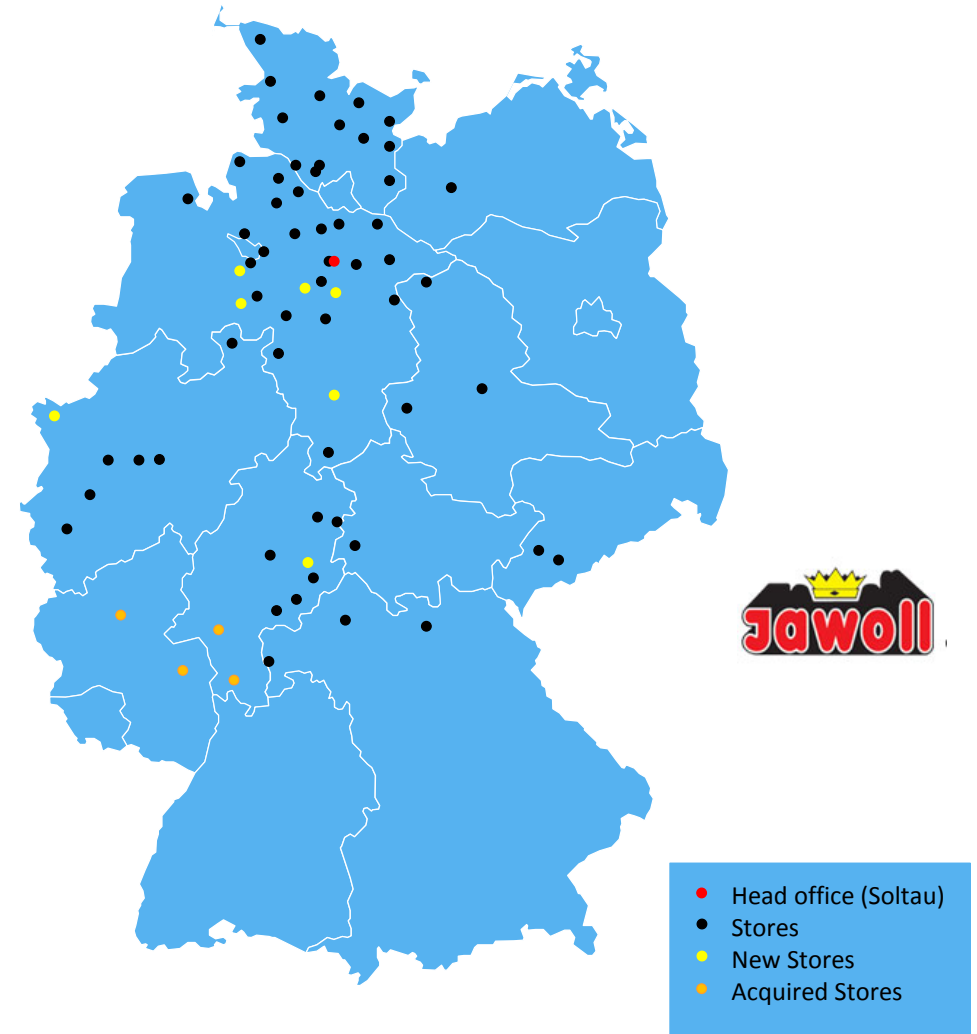 Jawoll
Head office (Soltau)
Stores
New Stores
Acquired Stores